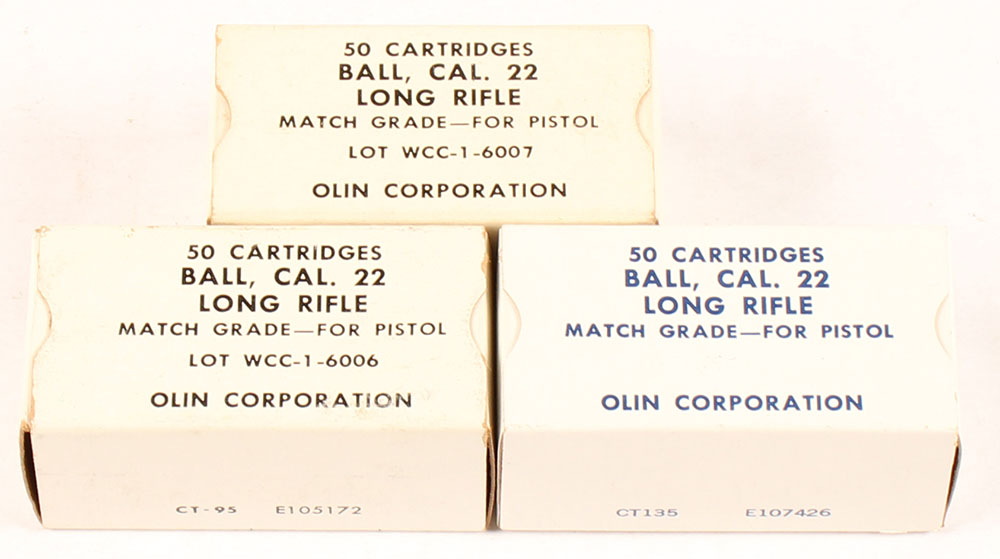 50 CARTRIDGES
BALL, CAL. 22
LONG RIFLE
MATCH GRADE—FOR PISTOL
LOT WCC-1-6007
OLIN CORPORATION
50 CARTRIDGES
BALL, CAL. 22
LONG RIFLE
MATCH GRADE—FOR PISTOL
LOT WCC-1-6006
OLIN CORPORATION
CT-95 E105172
50 CARTRIDGES
BALL, CAL. 22
LONG RIFLE
MATCH GRADE—FOR PISTOL
OLIN CORPORATION
CT135 E107426